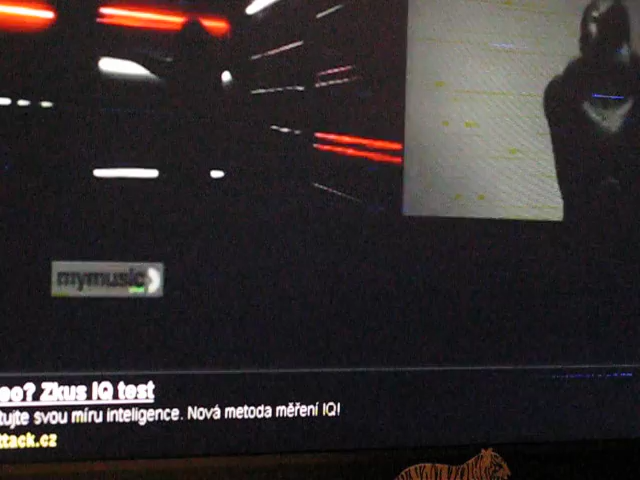 mymusic
eo? Zkus IQ test
tujte svou míru inteligence. Nová metoda měření IQ!
ttack.cz